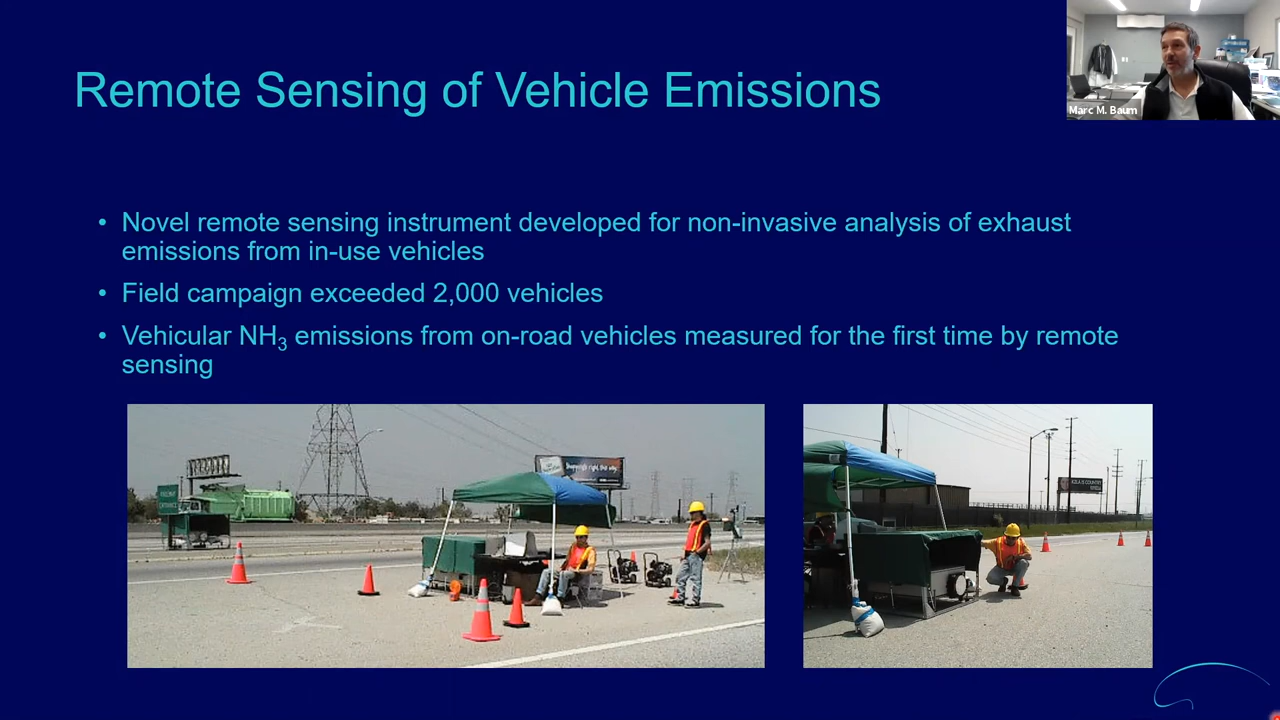 Remote Sensing of Vehicle Emissions
Marc M. Baum
• Novel remote sensing instrument developed for non-invasive analysis of exhaust
emissions from in-use vehicles
• Field campaign exceeded 2,000 vehicles
• Vehicular NH₃ emissions from on-road vehicles measured for the first time by remote
sensing
FREEWAY
ENTRANCE